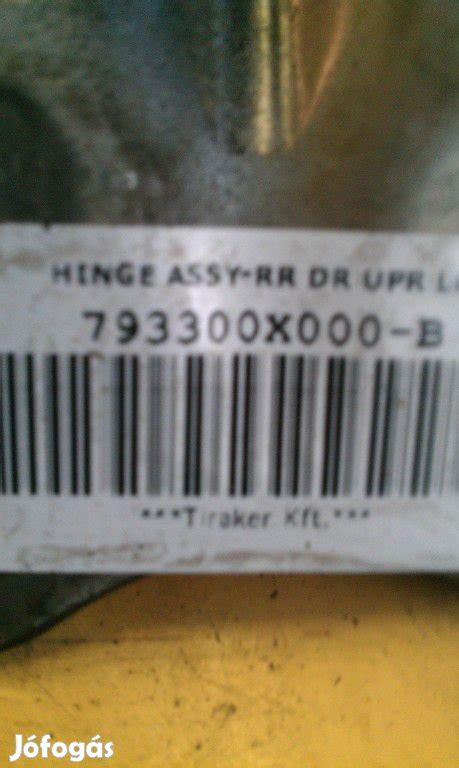 HINGE ASSY-RR DR UPR
793300X000-B
***Tiraker Kft.***
Jófogás